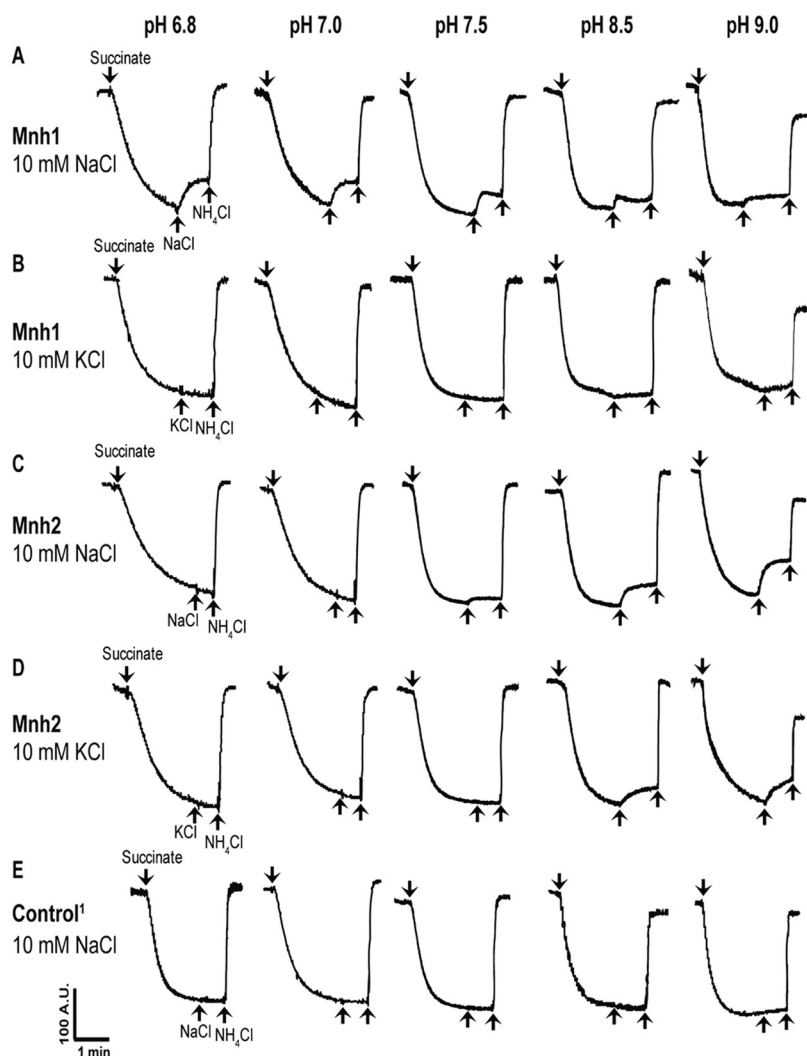 pH 6.8 pH 7.0 pH 7.5 pH 8.5 pH 9.0
A
Succinate
Mnh1
10 mM NaCl
NaCl
NH₄Cl
B
Succinate
Mnh1
10 mM KCl
KCl NH₄Cl
C
Succinate
Mnh2
10 mM NaCl
NaCl
NH₄Cl
D
Succinate
Mnh2
10 mM KCl
KCl
NH₄Cl
E
Succinate
Control¹
10 mM NaCl
NaCl NH₄Cl
100 A.U.
1 min